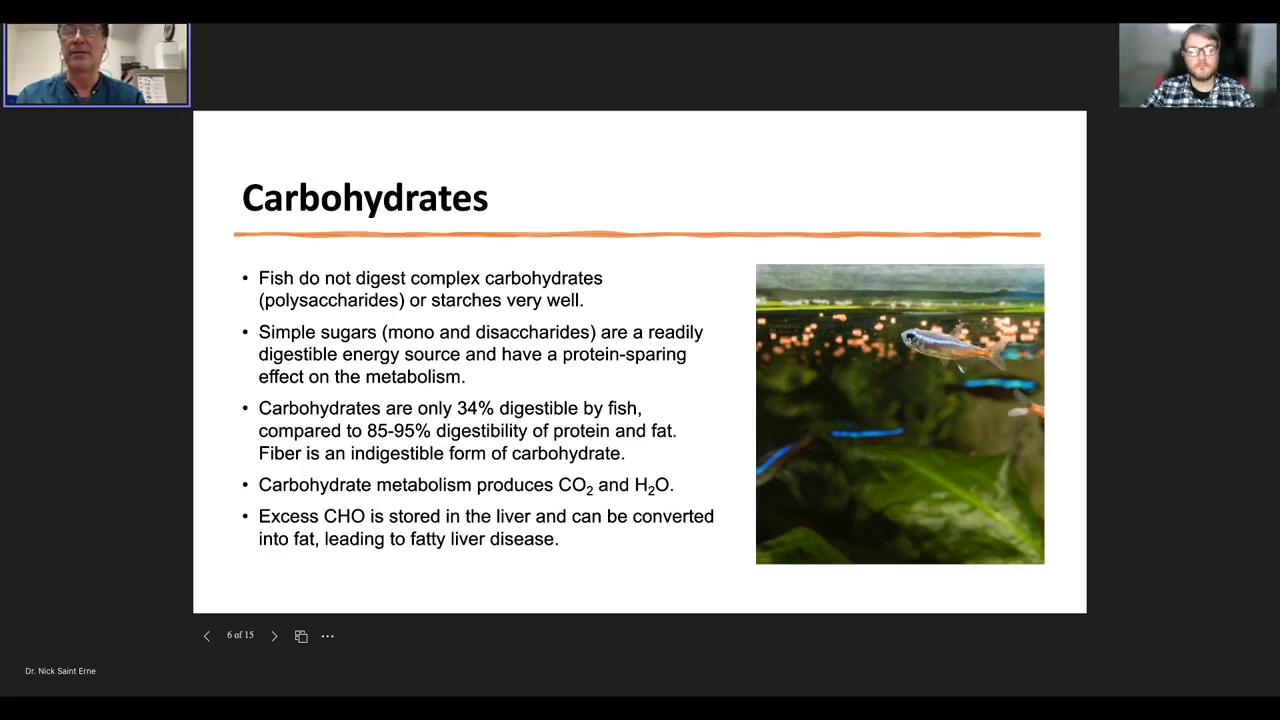 Carbohydrates
• Fish do not digest complex carbohydrates
(polysaccharides) or starches very well.
• Simple sugars (mono and disaccharides) are a readily
digestible energy source and have a protein-sparing
effect on the metabolism.
• Carbohydrates are only 34% digestible by fish,
compared to 85-95% digestibility of protein and fat.
Fiber is an indigestible form of carbohydrate.
• Carbohydrate metabolism produces CO₂ and H₂O.
• Excess CHO is stored in the liver and can be converted
into fat, leading to fatty liver disease.
6 of 15
Dr. Nick Saint Erne